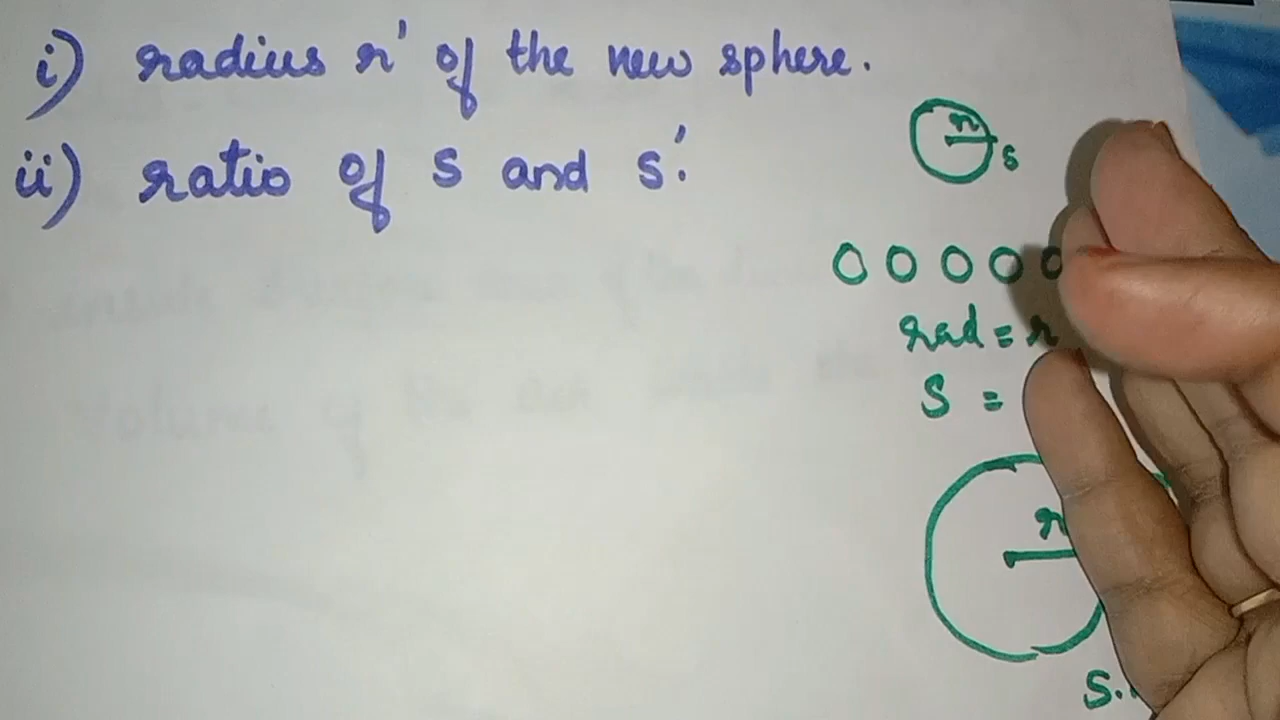 i) radius r' of the new sphere.
ii) ratio of S and S'.
r
S
rad = r
S =
r
S.